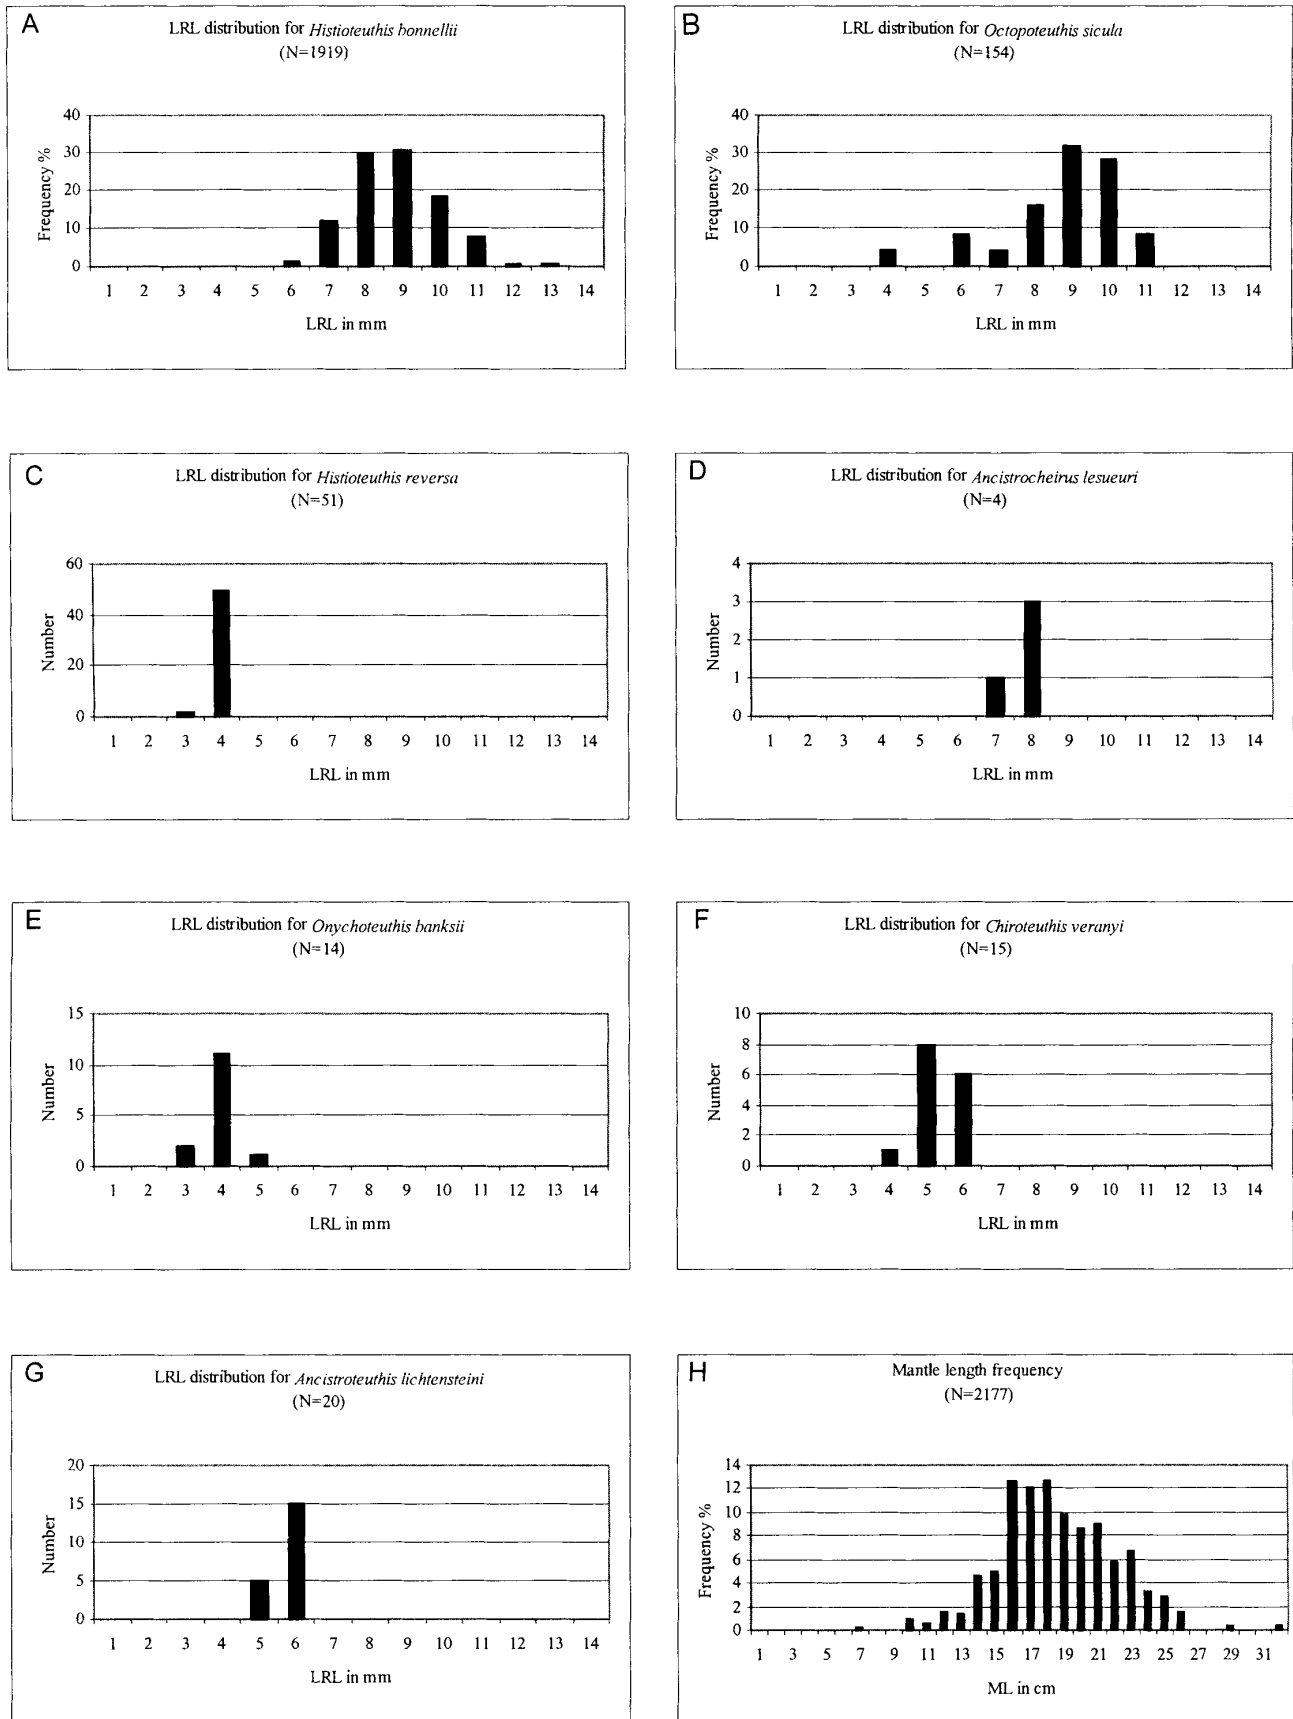 A
LRL distribution for Histioteuthis bonnellii
(N=1919)
Frequency %
40
30
20
10
0
1 2 3 4 5 6 7 8 9 10 11 12 13 14
LRL in mm
B
LRL distribution for Octopoteuthis sicula
(N=154)
Frequency %
40
30
20
10
0
1 2 3 4 5 6 7 8 9 10 11 12 13 14
LRL in mm
C
LRL distribution for Histioteuthis reversa
(N=51)
Number
60
40
20
0
1 2 3 4 5 6 7 8 9 10 11 12 13 14
LRL in mm
D
LRL distribution for Ancistrocheirus lesueuri
(N=4)
Number
4
3
2
1
0
1 2 3 4 5 6 7 8 9 10 11 12 13 14
LRL in mm
E
LRL distribution for Onychoteuthis banksii
(N=14)
Number
15
10
5
0
1 2 3 4 5 6 7 8 9 10 11 12 13 14
LRL in mm
F
LRL distribution for Chiroteuthis veranyi
(N=15)
Number
10
8
6
4
2
0
1 2 3 4 5 6 7 8 9 10 11 12 13 14
LRL in mm
G
LRL distribution for Ancistroteuthis lichtensteini
(N=20)
Number
20
15
10
5
0
1 2 3 4 5 6 7 8 9 10 11 12 13 14
LRL in mm
H
Mantle length frequency
(N=2177)
Frequency %
14
12
10
8
6
4
2
0
1 3 5 7 9 11 13 15 17 19 21 23 25 27 29 31
ML in cm